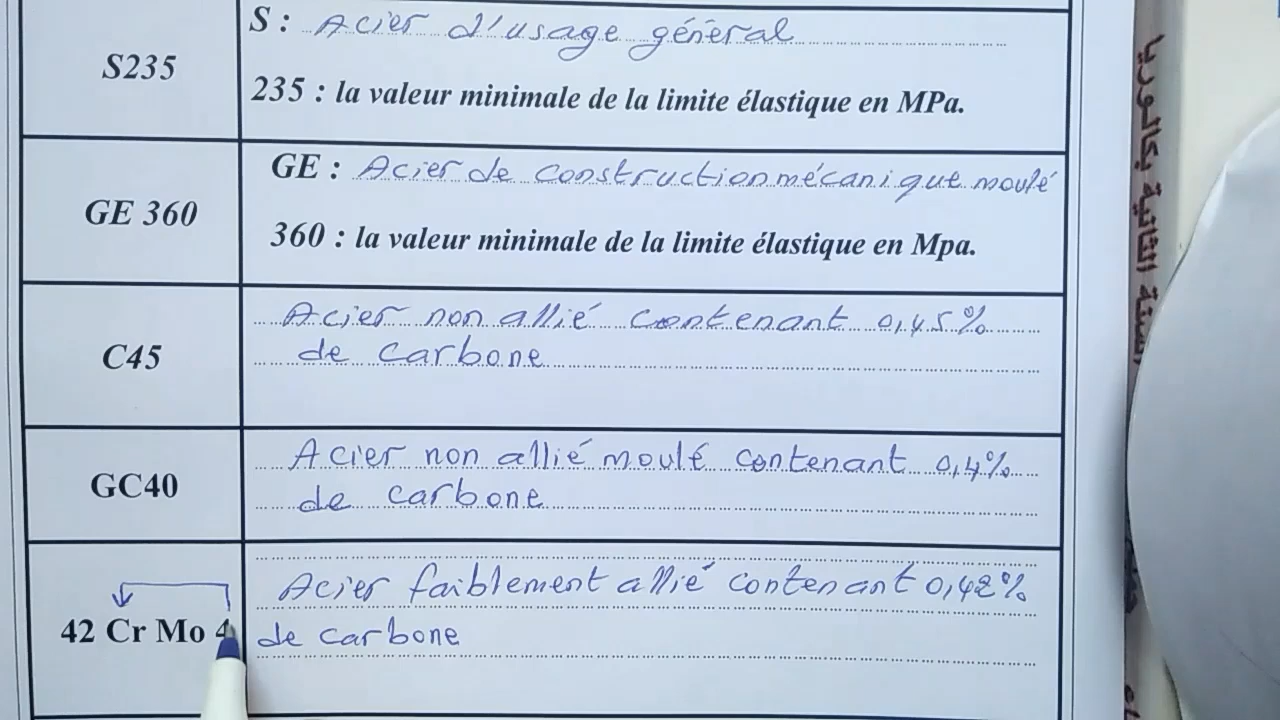 S235
S : Acier d'usage général
235 : la valeur minimale de la limite élastique en MPa.
GE 360
GE : Acier de construction mécanique moulé
360 : la valeur minimale de la limite élastique en Mpa.
C45
Acier non allié contenant 0,45%
de carbone
GC40
Acier non allié moulé contenant 0,4%
de carbone
42 Cr Mo 4
Acier faiblement allié contenant 0,42%
de carbone
السنة الثانية بكالوريا